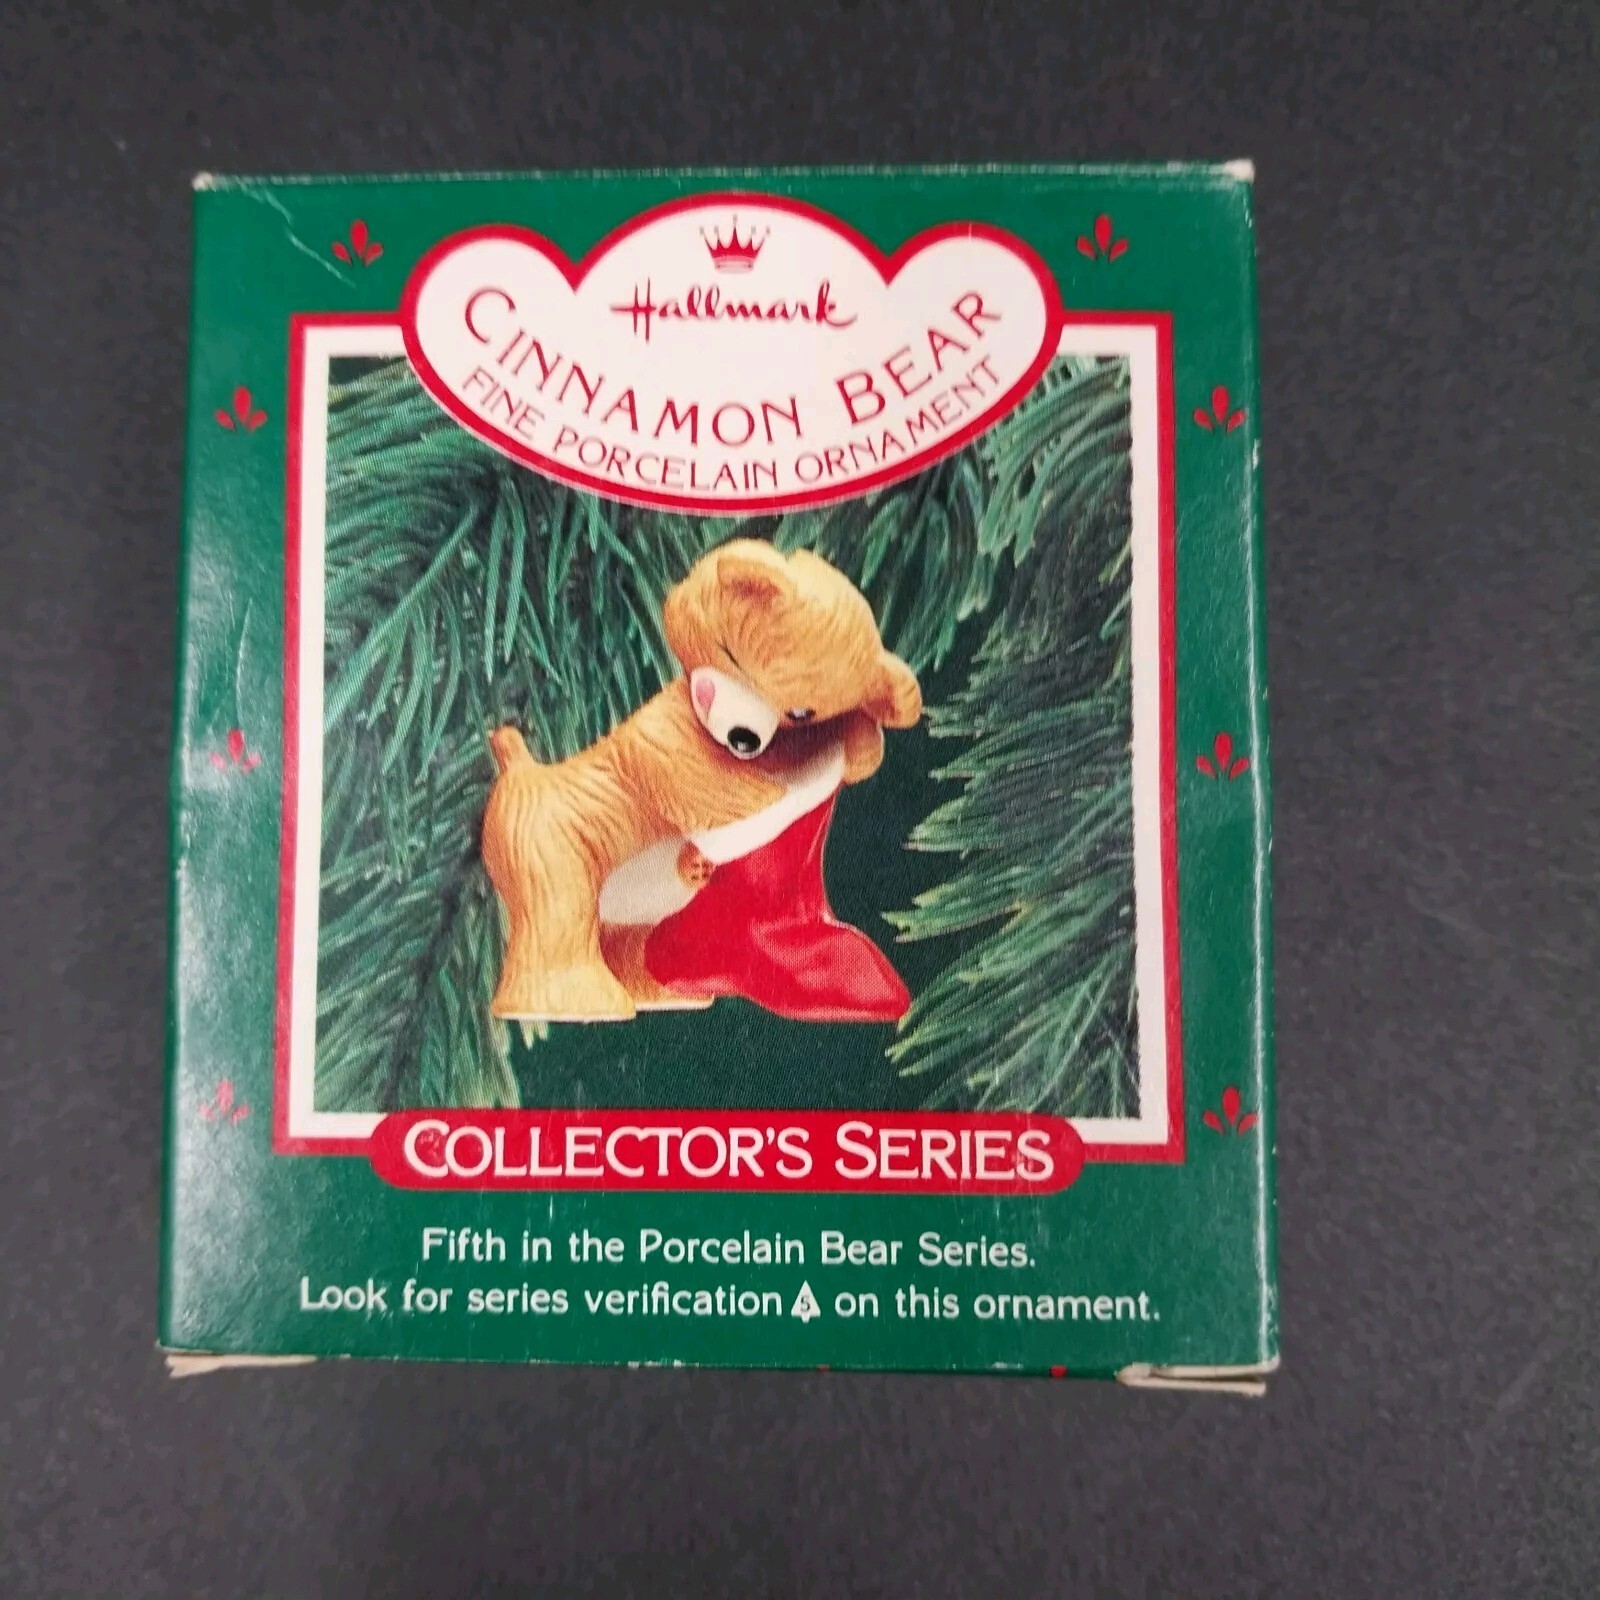 Hallmark
CINNAMON BEAR
FINE PORCELAIN ORNAMENT
COLLECTOR'S SERIES
Fifth in the Porcelain Bear Series.
Look for series verification 5 on this ornament.